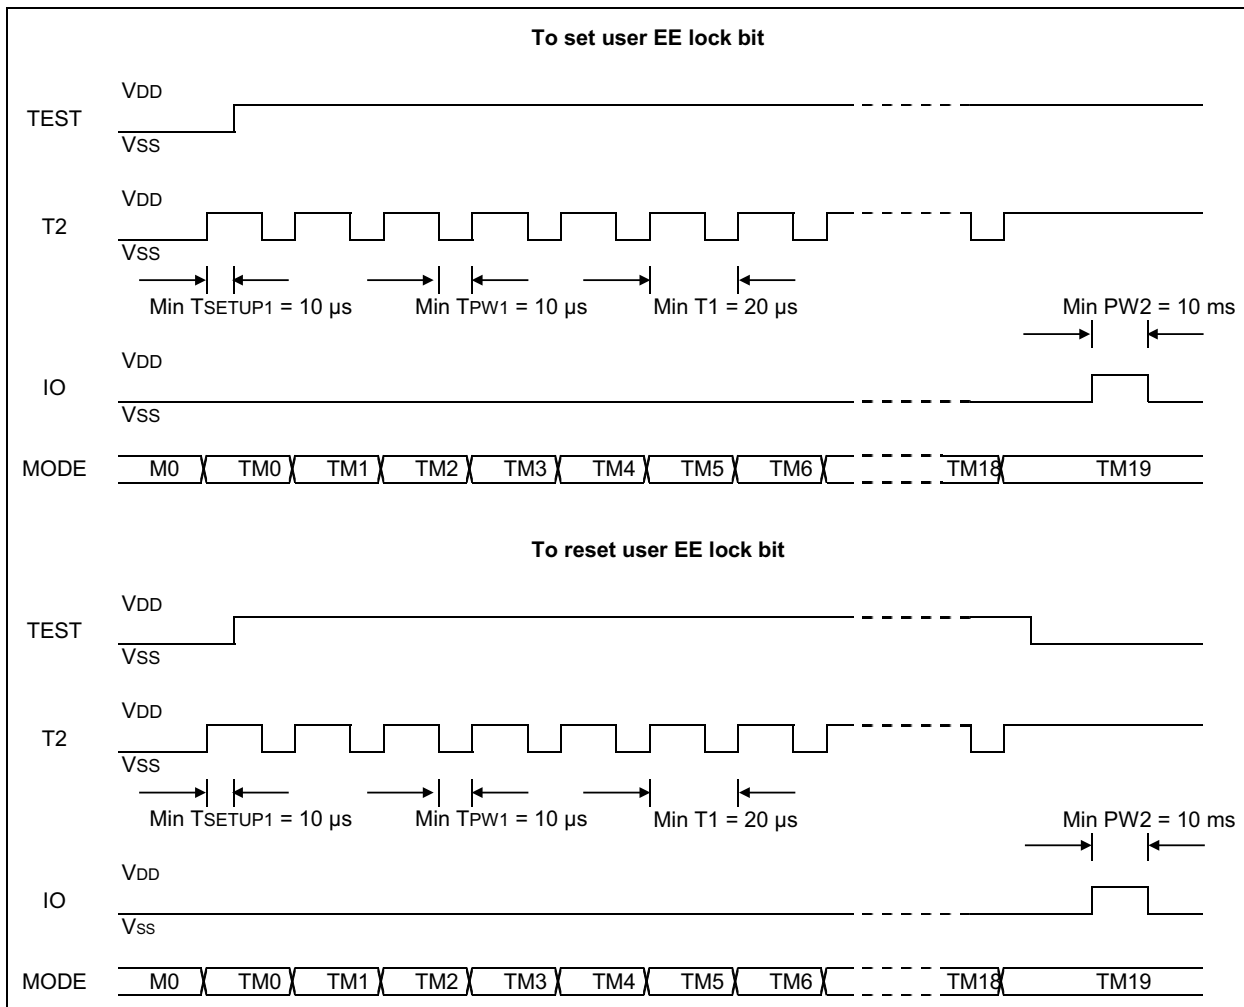 To set user EE lock bit
VDD
TEST
VSS
VDD
T2
VSS
Min TSETUP1 = 10 µs Min TPW1 = 10 µs Min T1 = 20 µs Min PW2 = 10 ms
VDD
IO
VSS
MODE M0 TM0 TM1 TM2 TM3 TM4 TM5 TM6 TM18 TM19
To reset user EE lock bit
VDD
TEST
VSS
VDD
T2
VSS
Min TSETUP1 = 10 µs Min TPW1 = 10 µs Min T1 = 20 µs Min PW2 = 10 ms
VDD
IO
VSS
MODE M0 TM0 TM1 TM2 TM3 TM4 TM5 TM6 TM18 TM19